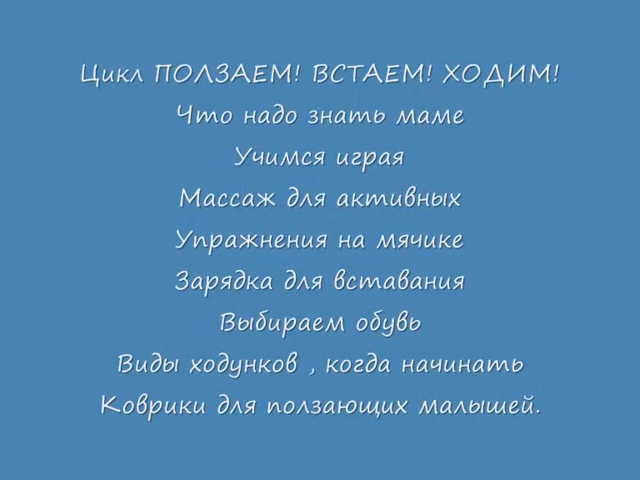 Цикл ПОЛЗАЕМ! ВСТАЕМ! ХОДИМ!
Что надо знать маме
Учимся играя
Массаж для активных
Упражнения на мячике
Зарядка для вставания
Выбираем обувь
Виды ходунков , когда начинать
Коврики для ползающих малышей.